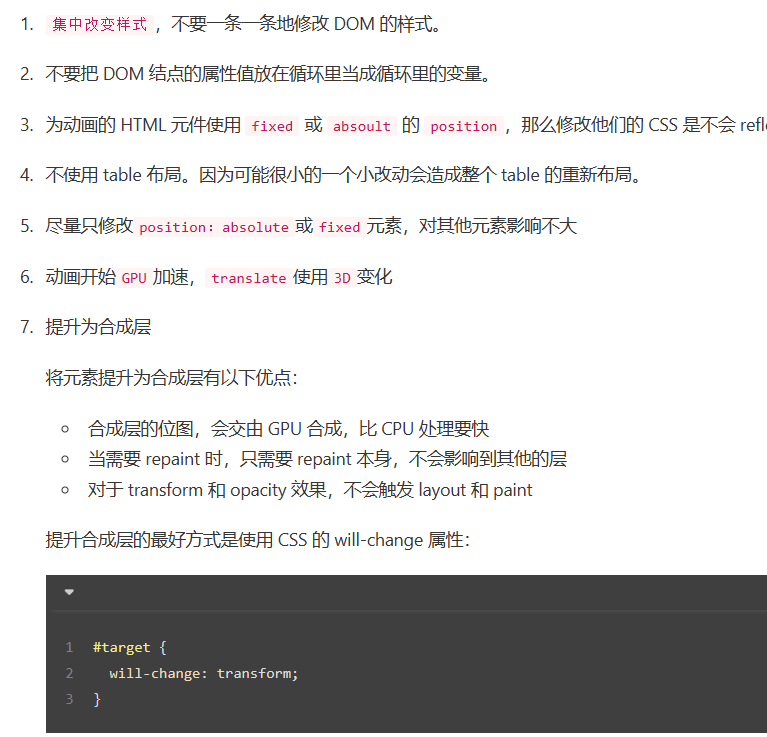 1. 集中改变样式 ，不要一条一条地修改 DOM 的样式。
2. 不要把 DOM 结点的属性值放在循环里当成循环里的变量。
3. 为动画的 HTML 元件使用 fixed 或 absoult 的 position ，那么修改他们的 CSS 是不会 refl
4. 不使用 table 布局。因为可能很小的一个小改动会造成整个 table 的重新布局。
5. 尽量只修改 position：absolute 或 fixed 元素，对其他元素影响不大
6. 动画开始 GPU 加速， translate 使用 3D 变化
7. 提升为合成层
将元素提升为合成层有以下优点：
合成层的位图，会交由 GPU 合成，比 CPU 处理要快
当需要 repaint 时，只需要 repaint 本身，不会影响到其他的层
对于 transform 和 opacity 效果，不会触发 layout 和 paint
提升合成层的最好方式是使用 CSS 的 will-change 属性：
1 #target {
2 will-change: transform;
3 }